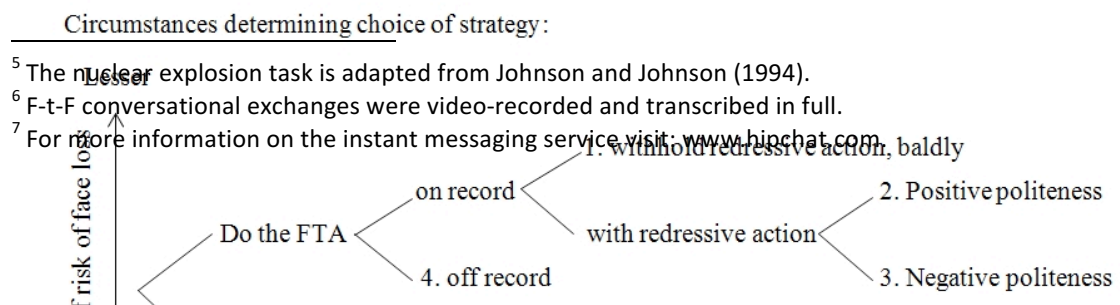 Circumstances determining choice of strategy:
5 The nuclear explosion task is adapted from Johnson and Johnson (1994).
Lesser
6 F-t-F conversational exchanges were video-recorded and transcribed in full.
7 For more information on the instant messaging service visit: www.hipchat.com.
1. withhold redressive action, baldly
on record
2. Positive politeness
Do the FTA
with redressive action
4. off record
3. Negative politeness
risk of face loss